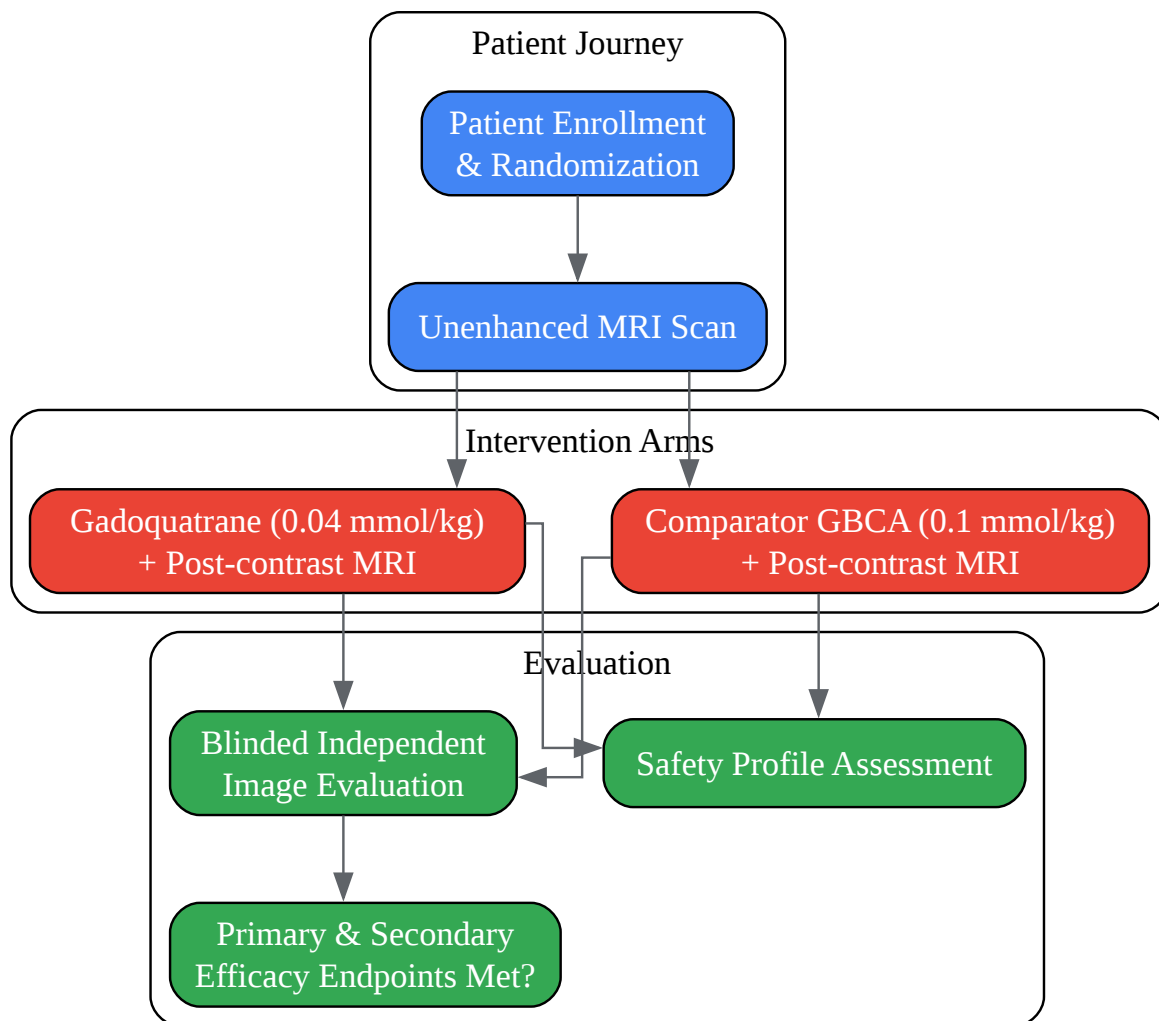 Patient Journey
Patient Enrollment
& Randomization
Unenhanced MRI Scan
Intervention Arms
Gadoquatrane (0.04 mmol/kg)
+ Post-contrast MRI
Comparator GBCA (0.1 mmol/kg)
+ Post-contrast MRI
Evaluation
Blinded Independent
Image Evaluation
Safety Profile Assessment
Primary & Secondary
Efficacy Endpoints Met?